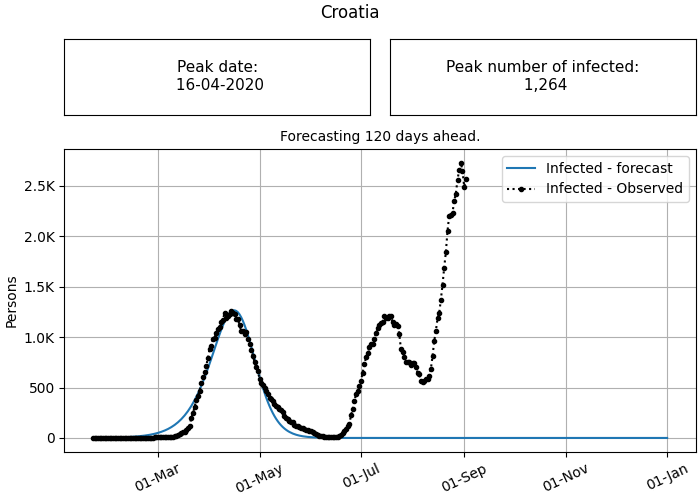 Croatia
Peak date:
16-04-2020
Peak number of infected:
1,264
Forecasting 120 days ahead.
Infected - forecast
Infected - Observed
2.5K
2.0K
1.5K
1.0K
500
0
Persons
01-Mar
01-May
01-Jul
01-Sep
01-Nov
01-Jan